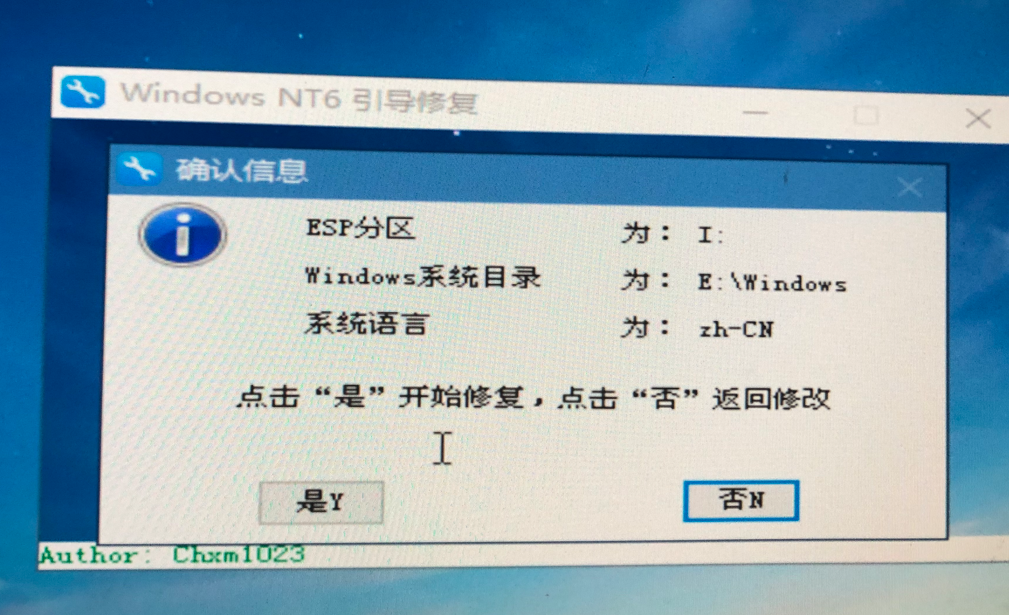 Windows NT6 引导修复
确认信息
ESP分区 为： I:
Windows系统目录 为： E:\Windows
系统语言 为： zh-CN
点击“是”开始修复，点击“否”返回修改
是Y 否N
Author: Chxm1023